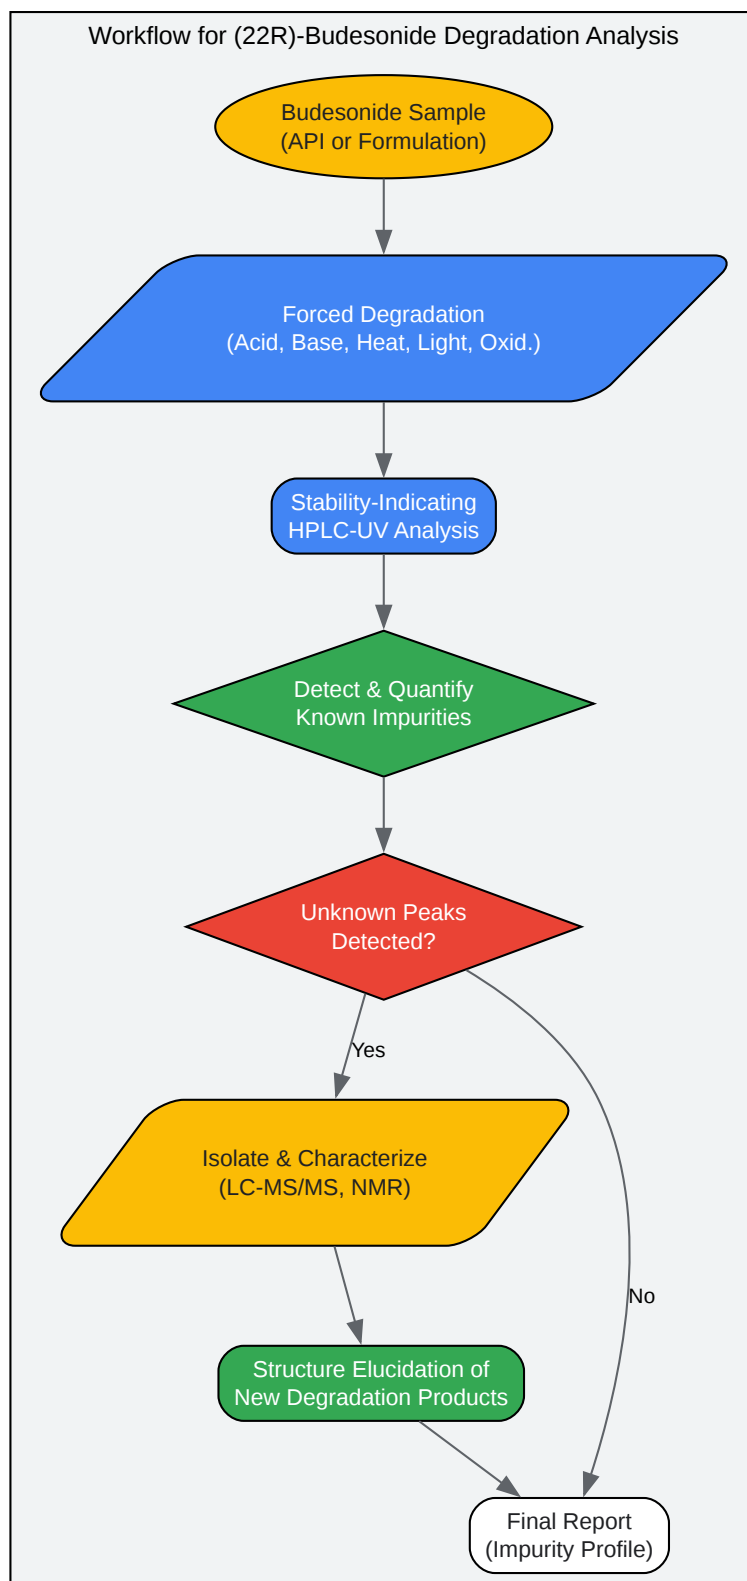 Workflow for (22R)-Budesonide Degradation Analysis
Budesonide Sample
(API or Formulation)
Forced Degradation
(Acid, Base, Heat, Light, Oxid.)
Stability-Indicating
HPLC-UV Analysis
Detect & Quantify
Known Impurities
Unknown Peaks
Detected?
Yes
Isolate & Characterize
(LC-MS/MS, NMR)
No
Structure Elucidation of
New Degradation Products
Final Report
(Impurity Profile)